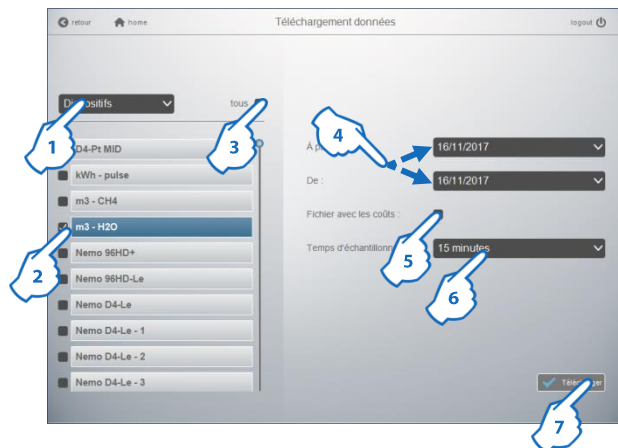 retour
home
Téléchargement données
logout
tous
1
3
4
D4-Pt MID
kWh - pulse
m3 - CH4
m3 - H2O
Nemo 96HD+
Nemo 96HD-Le
Nemo D4-Le
Nemo D4-Le - 1
Nemo D4-Le - 2
Nemo D4-Le - 3
2
À
16/11/2017
De :
16/11/2017
Fichier avec les coûts :
5
Temps
15 minutes
6
7